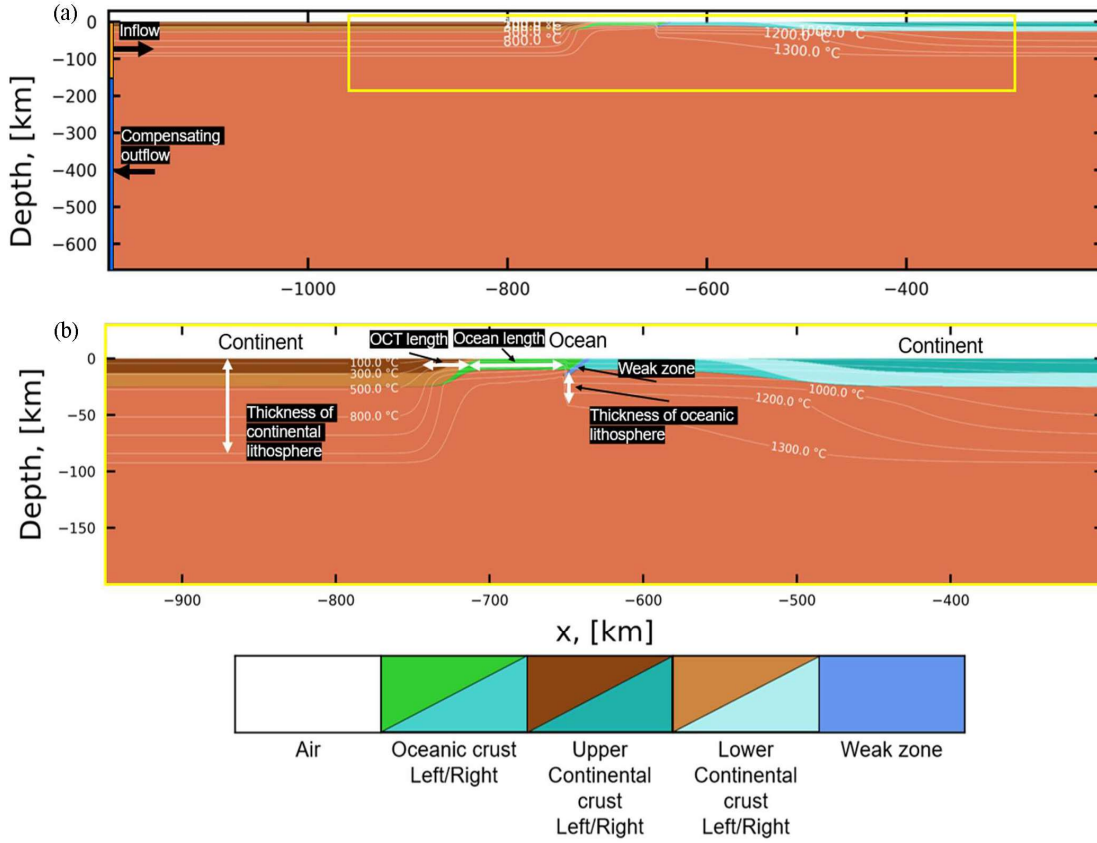 (a)
0
−100
−200
−300
−400
−500
−600
Depth, [km]
Inflow
Compensating
outflow
800.0 °C
1000.0 °C
1200.0 °C
1300.0 °C
−1000
−800
−600
−400
(b)
Continent
OCT length
Ocean length
Ocean
Continent
0
−50
−100
−150
Depth, [km]
100.0 °C
300.0 °C
500.0 °C
800.0 °C
Thickness of
continental
lithosphere
Weak zone
Thickness of oceanic
lithosphere
1000.0 °C
1200.0 °C
1300.0 °C
−900
−800
−700
−600
−500
−400
x, [km]
Air
Oceanic crust
Left/Right
Upper
Continental
crust
Left/Right
Lower
Continental
crust
Left/Right
Weak zone